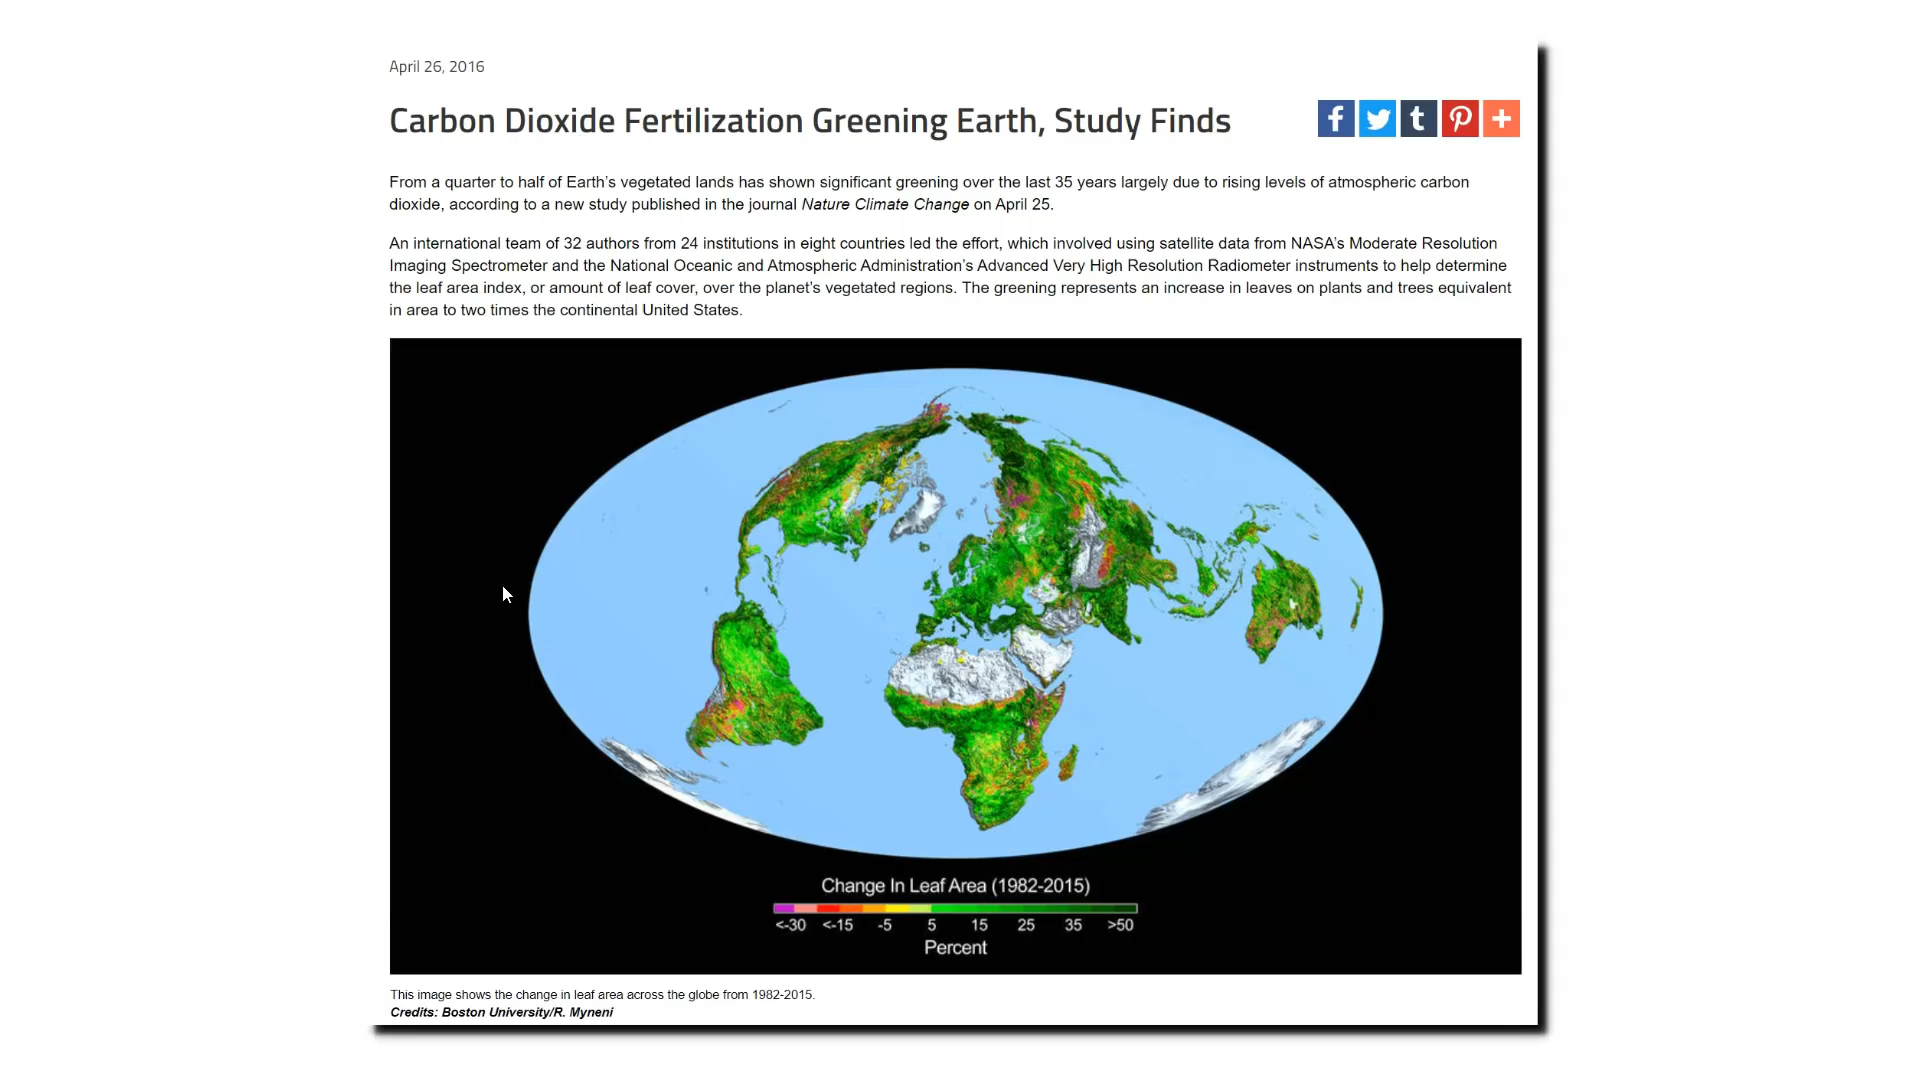 April 26, 2016
Carbon Dioxide Fertilization Greening Earth, Study Finds
From a quarter to half of Earth's vegetated lands has shown significant greening over the last 35 years largely due to rising levels of atmospheric carbon
dioxide, according to a new study published in the journal Nature Climate Change on April 25.
An international team of 32 authors from 24 institutions in eight countries led the effort, which involved using satellite data from NASA's Moderate Resolution
Imaging Spectrometer and the National Oceanic and Atmospheric Administration's Advanced Very High Resolution Radiometer instruments to help determine
the leaf area index, or amount of leaf cover, over the planet's vegetated regions. The greening represents an increase in leaves on plants and trees equivalent
in area to two times the continental United States.
Change In Leaf Area (1982-2015)
<-30 <-15 -5 5 15 25 35 >50
Percent
This image shows the change in leaf area across the globe from 1982-2015.
Credits: Boston University/R. Myneni